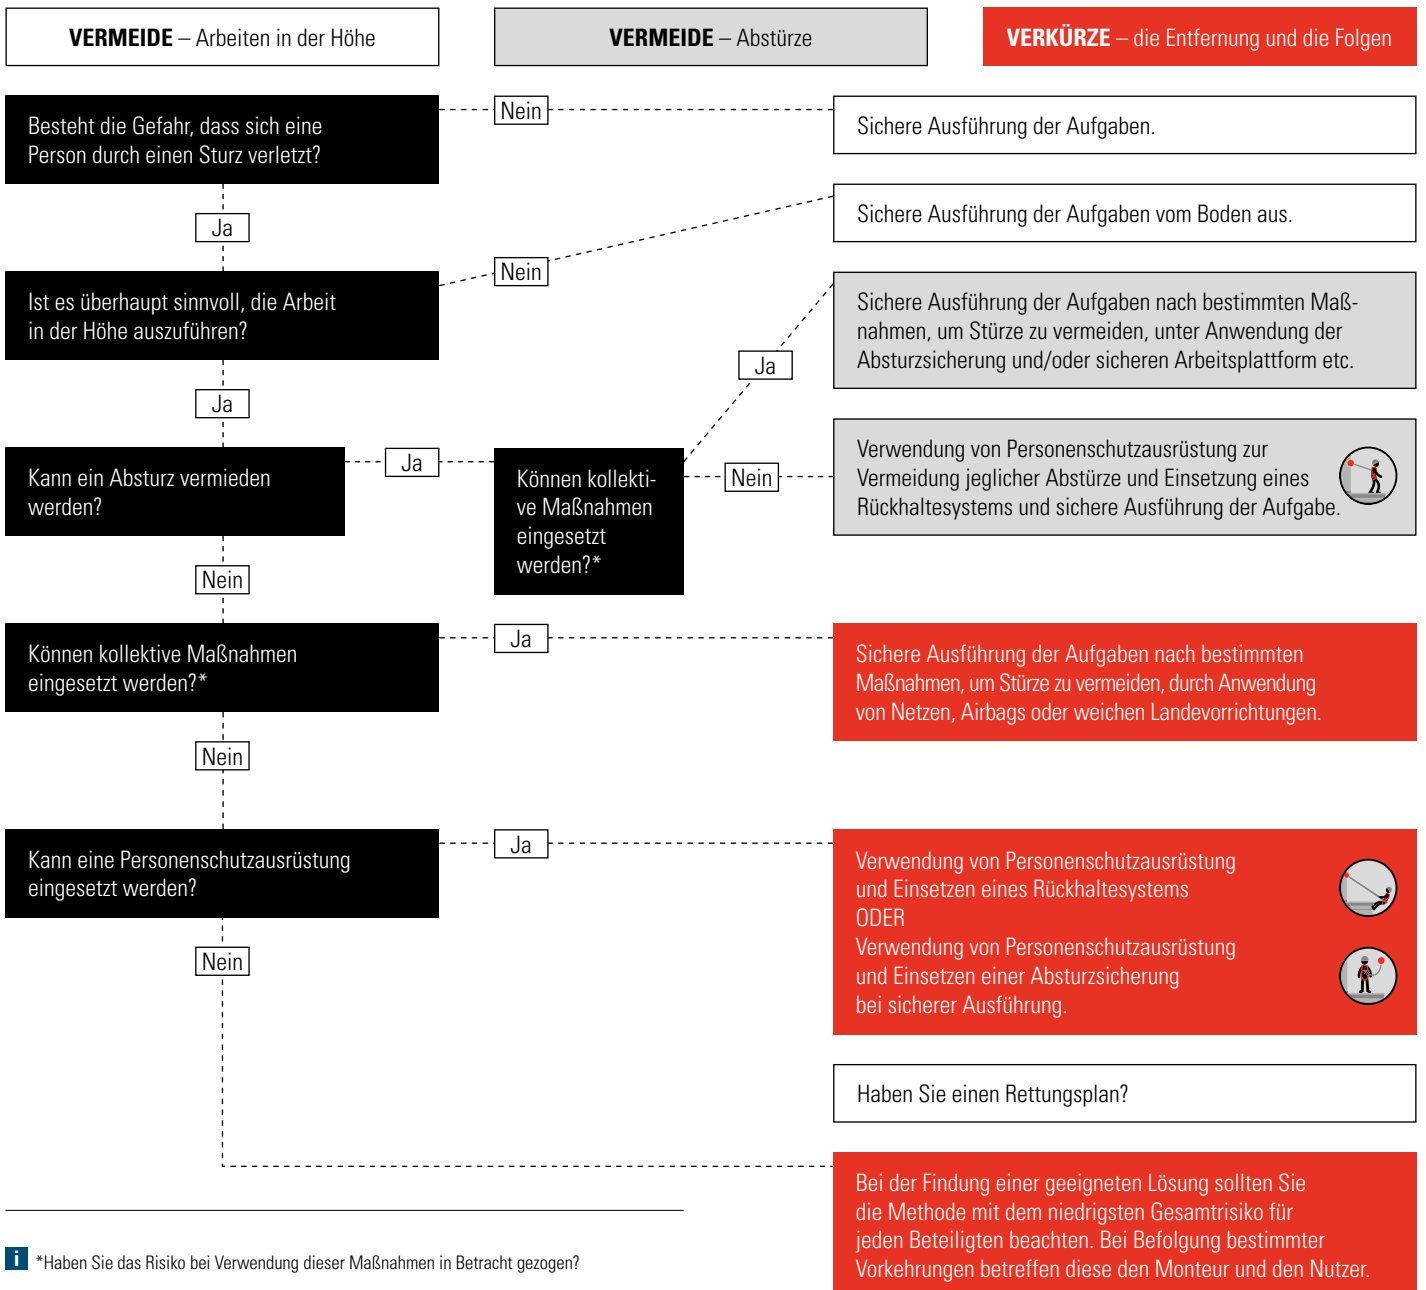 VERMEIDE – Arbeiten in der Höhe
VERMEIDE – Abstürze
VERKÜRZE – die Entfernung und die Folgen
Besteht die Gefahr, dass sich eine
Person durch einen Sturz verletzt?
Nein
Sichere Ausführung der Aufgaben.
Ja
Sichere Ausführung der Aufgaben vom Boden aus.
Nein
Ist es überhaupt sinnvoll, die Arbeit
in der Höhe auszuführen?
Sichere Ausführung der Aufgaben nach bestimmten Maß-
nahmen, um Stürze zu vermeiden, unter Anwendung der
Absturzsicherung und/oder sicheren Arbeitsplattform etc.
Ja
Ja
Kann ein Absturz vermieden
werden?
Ja
Können kollekti-
ve Maßnahmen
eingesetzt
werden?*
Nein
Verwendung von Personenschutzausrüstung zur
Vermeidung jeglicher Abstürze und Einsetzung eines
Rückhaltesystems und sichere Ausführung der Aufgabe.
Nein
Können kollektive Maßnahmen
eingesetzt werden?*
Ja
Sichere Ausführung der Aufgaben nach bestimmten
Maßnahmen, um Stürze zu vermeiden, durch Anwendung
von Netzen, Airbags oder weichen Landevorrichtungen.
Nein
Kann eine Personenschutzausrüstung
eingesetzt werden?
Ja
Verwendung von Personenschutzausrüstung
und Einsetzen eines Rückhaltesystems
ODER
Verwendung von Personenschutzausrüstung
und Einsetzen einer Absturzsicherung
bei sicherer Ausführung.
Nein
Haben Sie einen Rettungsplan?
Bei der Findung einer geeigneten Lösung sollten Sie
die Methode mit dem niedrigsten Gesamtrisiko für
jeden Beteiligten beachten. Bei Befolgung bestimmter
Vorkehrungen betreffen diese den Monteur und den Nutzer.
i *Haben Sie das Risiko bei Verwendung dieser Maßnahmen in Betracht gezogen?